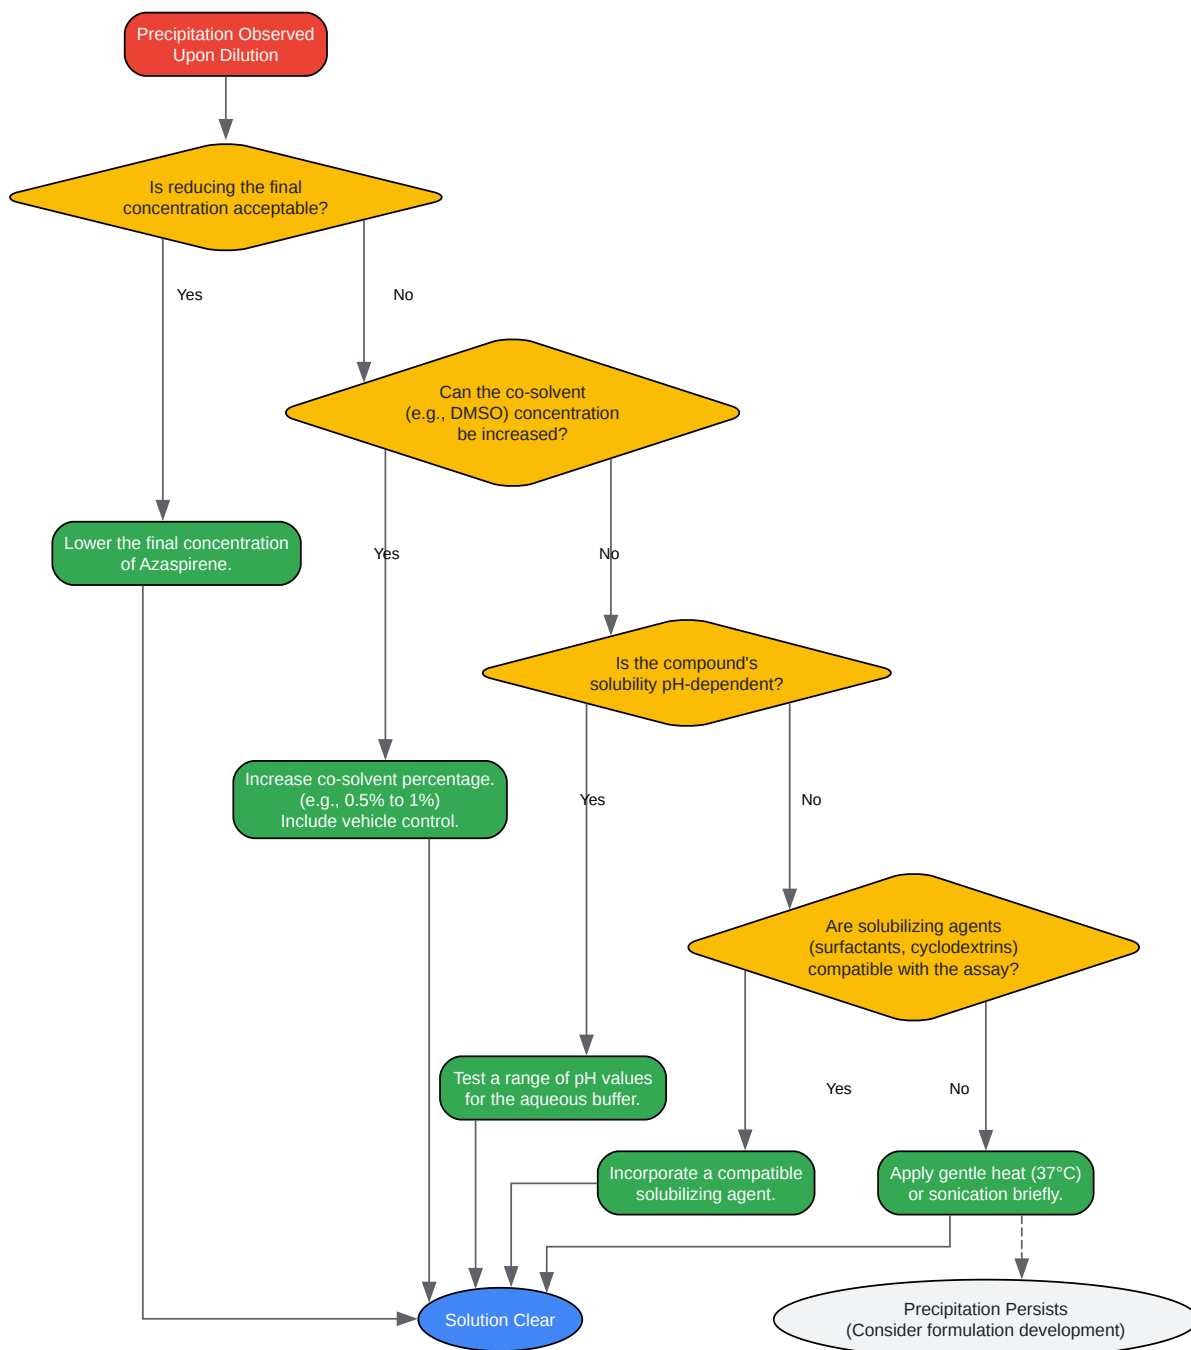 Precipitation Observed
Upon Dilution
Is reducing the final
concentration acceptable?
Yes
No
Can the co-solvent
(e.g., DMSO) concentration
be increased?
Lower the final concentration
of Azaspirene.
Yes
No
Is the compound's
solubility pH-dependent?
Increase co-solvent percentage.
(e.g., 0.5% to 1%)
Include vehicle control.
Yes
No
Are solubilizing agents
(surfactants, cyclodextrins)
compatible with the assay?
Test a range of pH values
for the aqueous buffer.
Yes
No
Incorporate a compatible
solubilizing agent.
Apply gentle heat (37°C)
or sonication briefly.
Solution Clear
Precipitation Persists
(Consider formulation development)